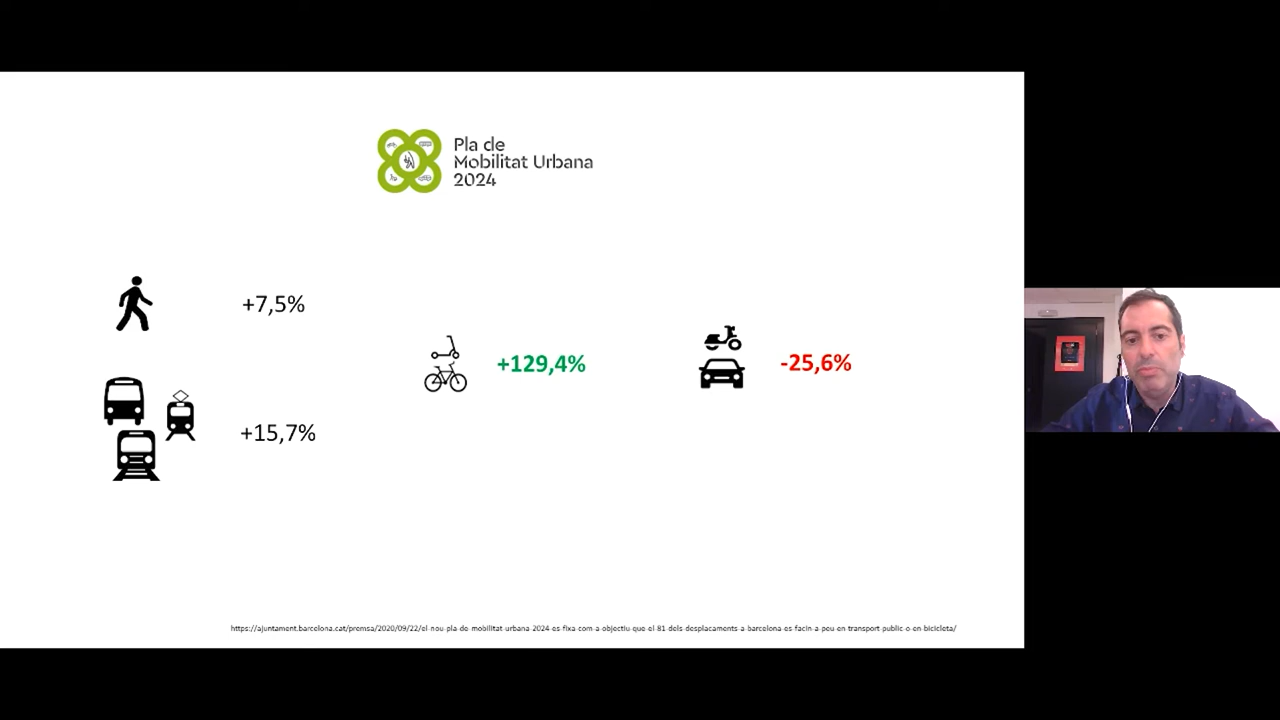 Pla de
Mobilitat Urbana
2024
+7,5%
+129,4%
-25,6%
+15,7%
https://ajuntament.barcelona.cat/premsa/2020/09/22/el-nou-pla-de-mobilitat-urbana-2024-es-fixa-com-a-objectiu-que-el-81-dels-desplacaments-a-barcelona-es-facin-a-peu-en-transport-public-o-en-bicicleta/